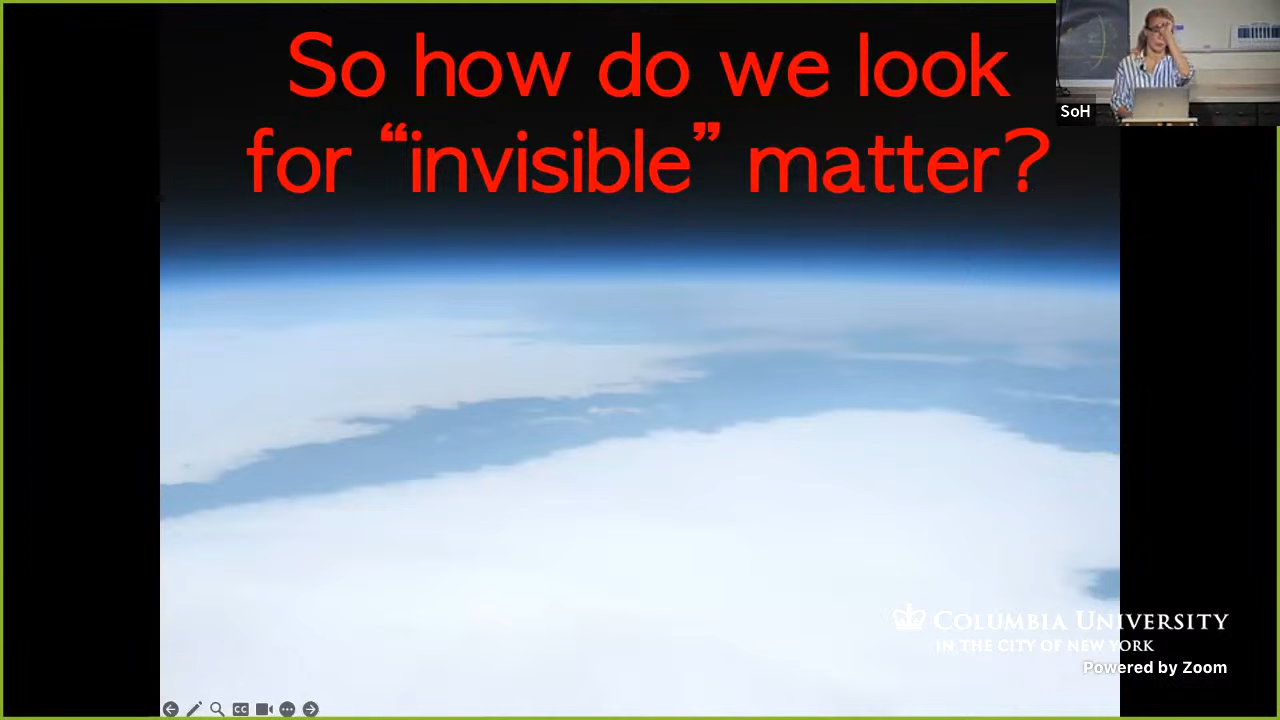 So how do we look
for “invisible” matter?
SoH
COLUMBIA UNIVERSITY
IN THE CITY OF NEW YORK
Powered by Zoom
CC